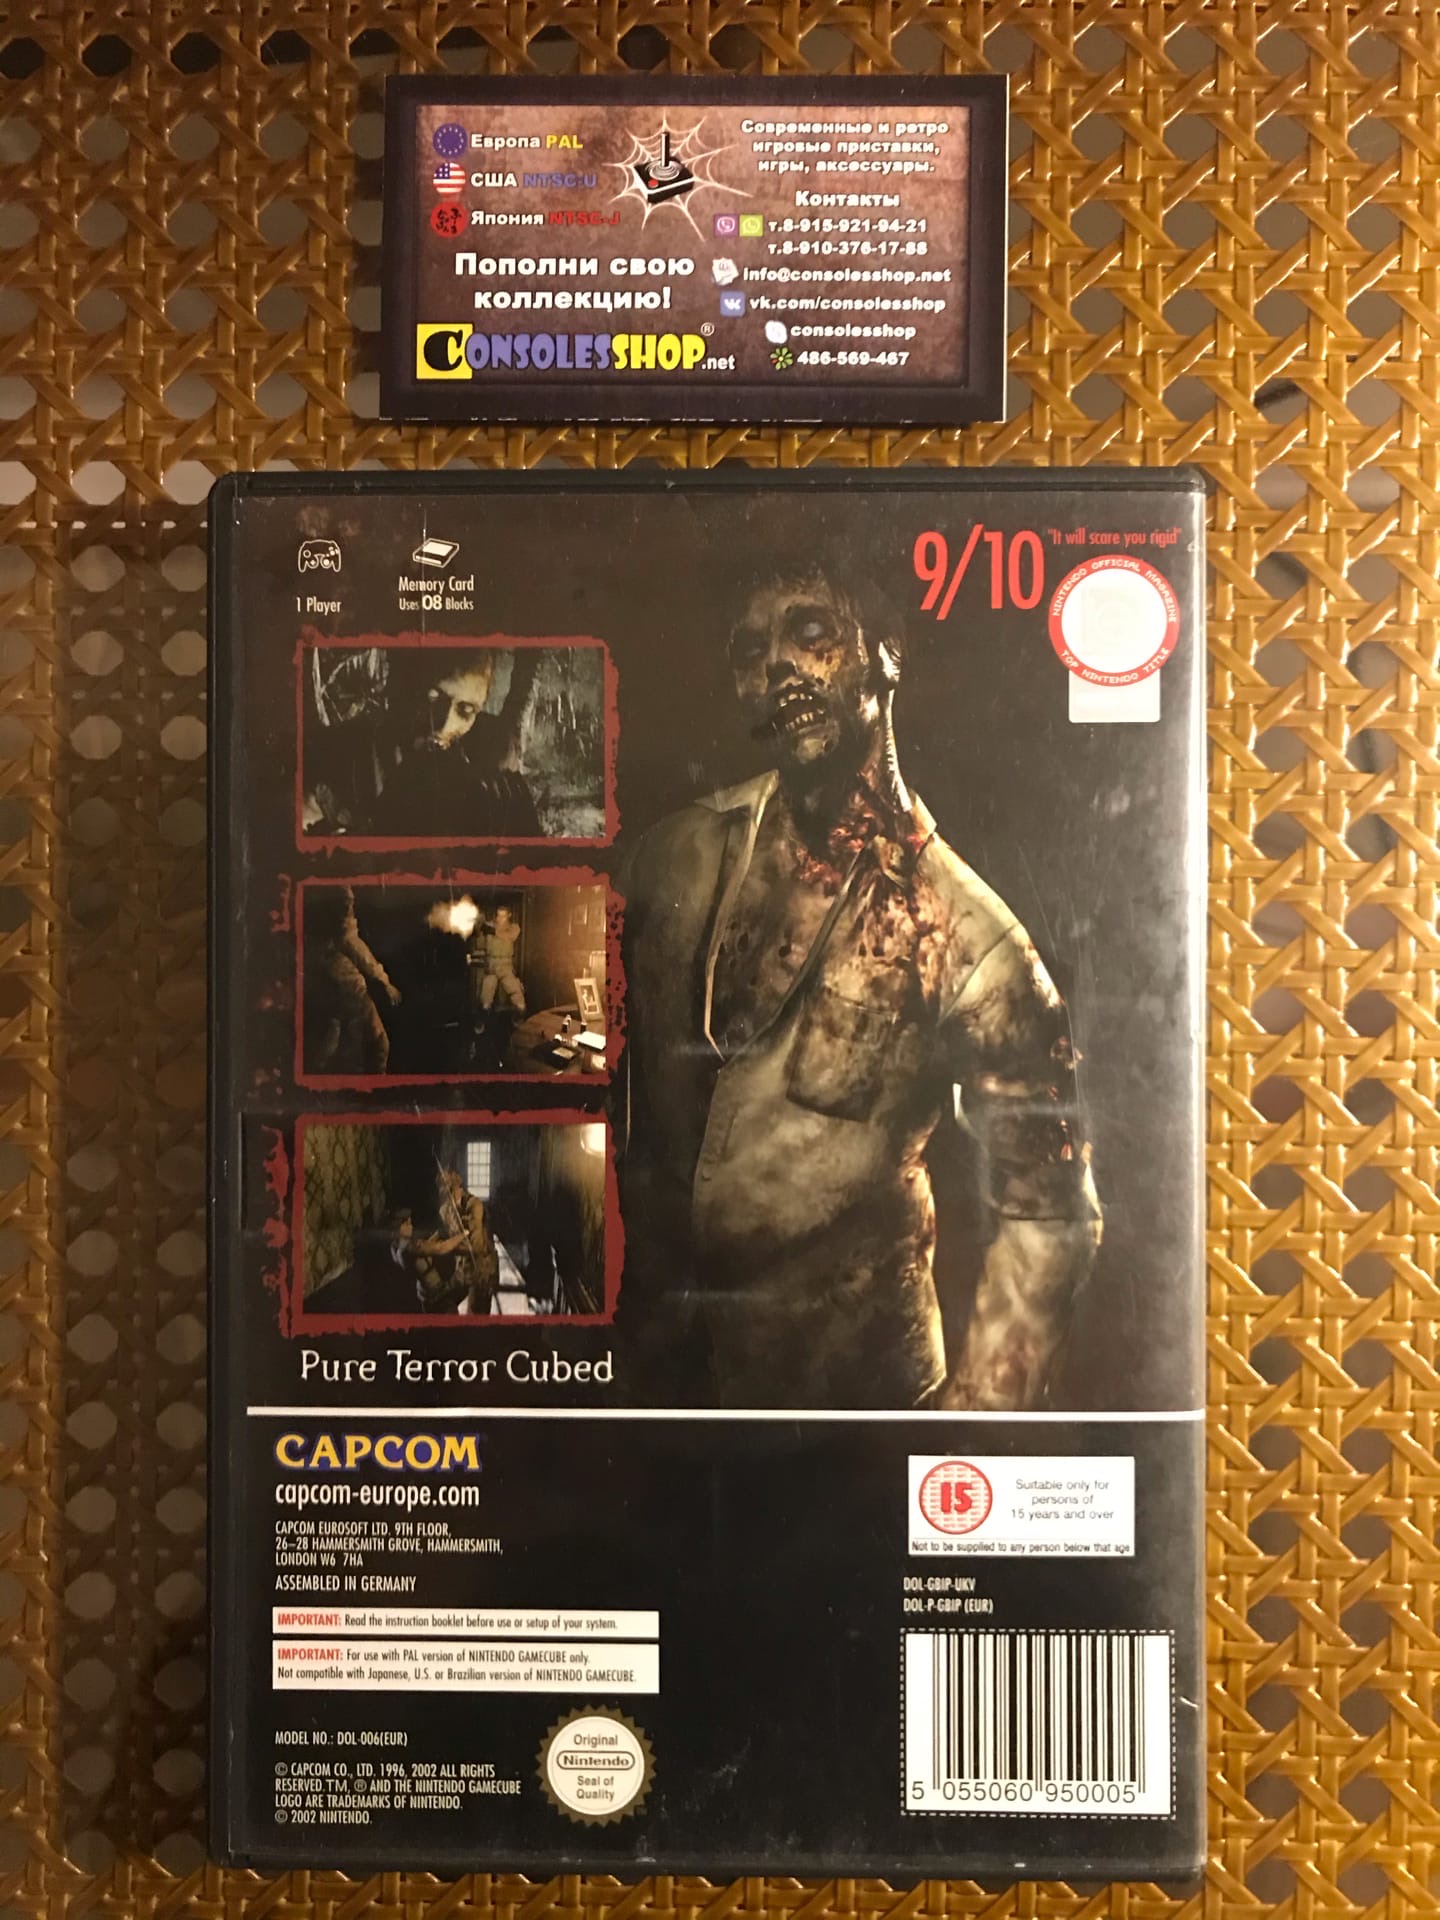 Европа PAL
США NTSC-U
Япония NTSC-J
Пополни свою
коллекцию!
CONSOLESSHOP.net
®
Современные и ретро
игровые приставки,
игры, аксессуары.
Контакты
т.8-915-921-94-21
т.8-910-376-17-88
info@consolesshop.net
vk.com/consolesshop
consolesshop
486-569-467
1 Player
Memory Card
Uses 08 Blocks
9/10 "It will scare you rigid"
NINTENDO OFFICIAL MAGAZINE
TOP NINTENDO TITLE
Pure Terror Cubed
CAPCOM
capcom-europe.com
CAPCOM EUROSOFT LTD. 9TH FLOOR,
26–28 HAMMERSMITH GROVE, HAMMERSMITH,
LONDON W6 7HA
ASSEMBLED IN GERMANY
IMPORTANT: Read the instruction booklet before use or setup of your system.
IMPORTANT: For use with PAL version of NINTENDO GAMECUBE only.
Not compatible with Japanese, U.S. or Brazilian version of NINTENDO GAMECUBE.
MODEL NO.: DOL-006(EUR)
© CAPCOM CO., LTD. 1996, 2002 ALL RIGHTS
RESERVED.TM, ® AND THE NINTENDO GAMECUBE
LOGO ARE TRADEMARKS OF NINTENDO.
© 2002 NINTENDO.
Original
Nintendo
Seal of
Quality
15
Suitable only for
persons of
15 years and over
Not to be supplied to any person below that age
DOL-GBIP-UKV
DOL-P-GBIP (EUR)
5 055060 950005